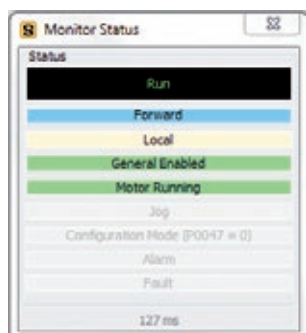 S Monitor Status
Status
Run
Forward
Local
General Enabled
Motor Running
Jog
Configuration Mode (P0047 = 0)
Alarm
Fault
127 ms